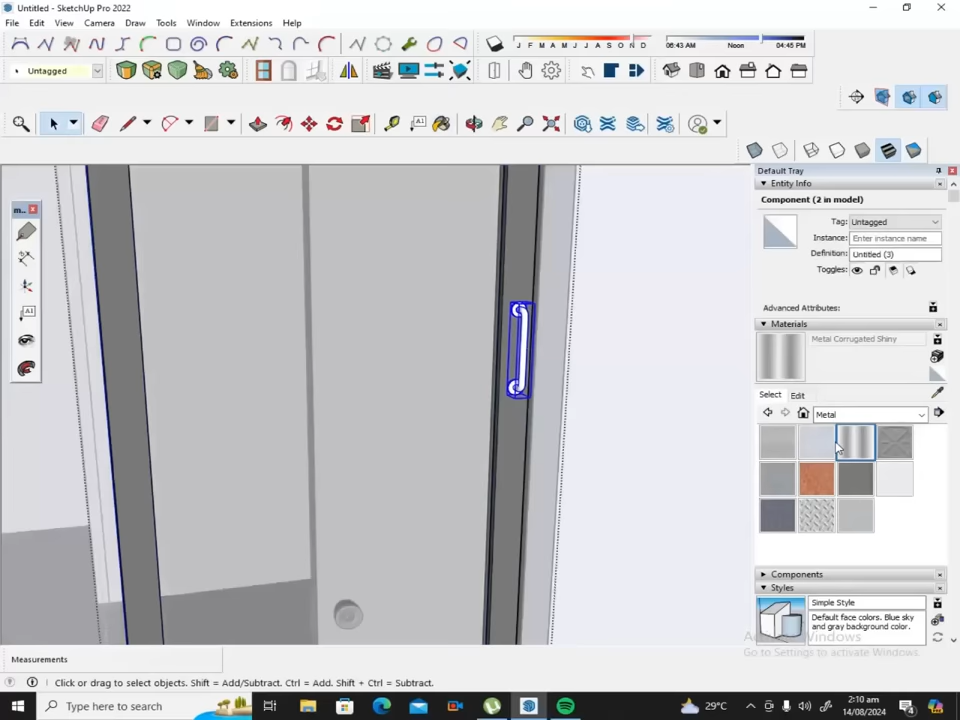 Untitled - SketchUp Pro 2022
File Edit View Camera Draw Tools Window Extensions Help
J F M A M J J A S O N D 06:43 AM Noon 04:45 PM
Untagged
Default Tray
Entity Info
Component (2 in model)
Tag: Untagged
Instance: Enter instance name
Definition: Untitled (3)
Toggles:
Advanced Attributes:
m...
A1
Materials
Metal Corrugated Shiny
Select Edit
Metal
Components
Styles
Simple Style
Default face colors. Blue sky
and gray background color.
Activate Windows
Go to Settings to activate Windows.
Measurements
Click or drag to select objects. Shift = Add/Subtract. Ctrl = Add. Shift + Ctrl = Subtract.
Type here to search
29°C
2:10 am
14/08/2024
4